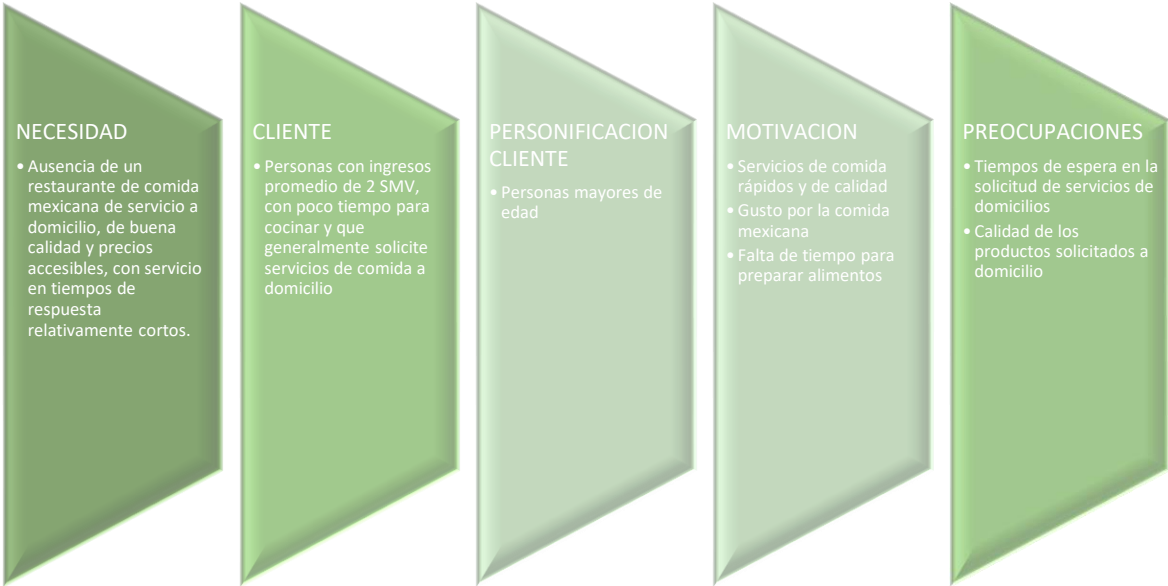 NECESIDAD
• Ausencia de un
restaurante de comida
mexicana de servicio a
domicilio, de buena
calidad y precios
accesibles, con servicio
en tiempos de
respuesta
relativamente cortos.
CLIENTE
• Personas con ingresos
promedio de 2 SMV,
con poco tiempo para
cocinar y que
generalmente solicite
servicios de comida a
domicilio
PERSONIFICACION
CLIENTE
• Personas mayores de
edad
MOTIVACION
• Servicios de comida
rápidos y de calidad
• Gusto por la comida
mexicana
• Falta de tiempo para
preparar alimentos
PREOCUPACIONES
• Tiempos de espera en la
solicitud de servicios de
domicilios
• Calidad de los
productos solicitados a
domicilio